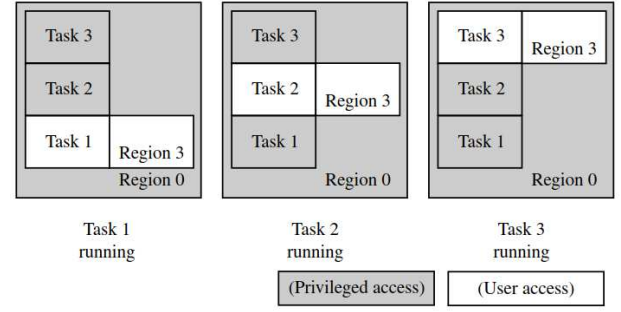 Task 3
Task 2
Task 1
Region 3
Region 0
Task 1
running
Task 3
Task 2
Region 3
Task 1
Region 0
Task 2
running
Task 3
Region 3
Task 2
Task 1
Region 0
Task 3
running
(Privileged access)
(User access)